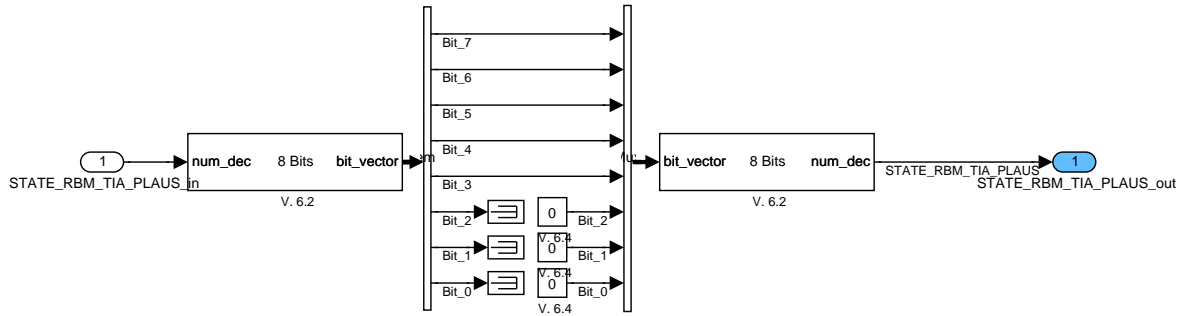 Bit_7
Bit_6
Bit_5
Bit_4
1
num_dec
8 Bits
bit_vector
em
bit_vector
8 Bits
num_dec
1
STATE_RBM_TIA_PLAUS_in
V. 6.2
Bit_3
V. 6.2
STATE_RBM_TIA_PLAUS
STATE_RBM_TIA_PLAUS_out
Bit_2
0
Bit_2
V. 6.4
Bit_1
0
Bit_1
V. 6.4
Bit_0
0
Bit_0
V. 6.4